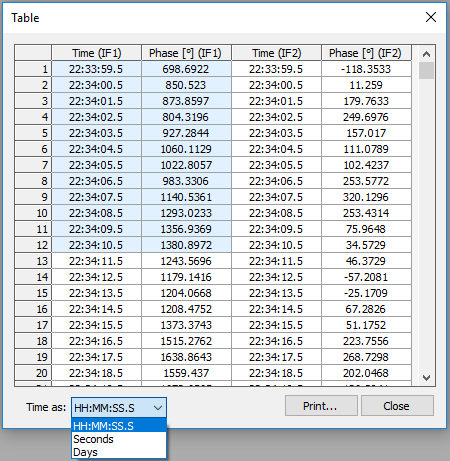 Table
Time (IF1) Phase [°] (IF1) Time (IF2) Phase [°] (IF2)
1 22:33:59.5 698.6922 22:33:59.5 -118.3533
2 22:34:00.5 850.523 22:34:00.5 11.259
3 22:34:01.5 873.8597 22:34:01.5 179.7633
4 22:34:02.5 804.3196 22:34:02.5 249.6976
5 22:34:03.5 927.2844 22:34:03.5 157.017
6 22:34:04.5 1060.1129 22:34:04.5 111.0789
7 22:34:05.5 1022.8057 22:34:05.5 102.4237
8 22:34:06.5 983.3306 22:34:06.5 253.5772
9 22:34:07.5 1140.5361 22:34:07.5 320.1296
10 22:34:08.5 1293.0233 22:34:08.5 253.4314
11 22:34:09.5 1356.9369 22:34:09.5 75.9648
12 22:34:10.5 1380.8972 22:34:10.5 34.5729
13 22:34:11.5 1243.5696 22:34:11.5 46.3729
14 22:34:12.5 1179.1416 22:34:12.5 -57.2081
15 22:34:13.5 1204.0668 22:34:13.5 -25.1709
16 22:34:14.5 1208.4752 22:34:14.5 67.2826
17 22:34:15.5 1373.3743 22:34:15.5 51.1752
18 22:34:16.5 1515.2762 22:34:16.5 223.7556
19 22:34:17.5 1638.8643 22:34:17.5 268.7298
20 22:34:18.5 1559.437 22:34:18.5 202.0468
Time as: HH:MM:SS.S Print... Close
HH:MM:SS.S
Seconds
Days